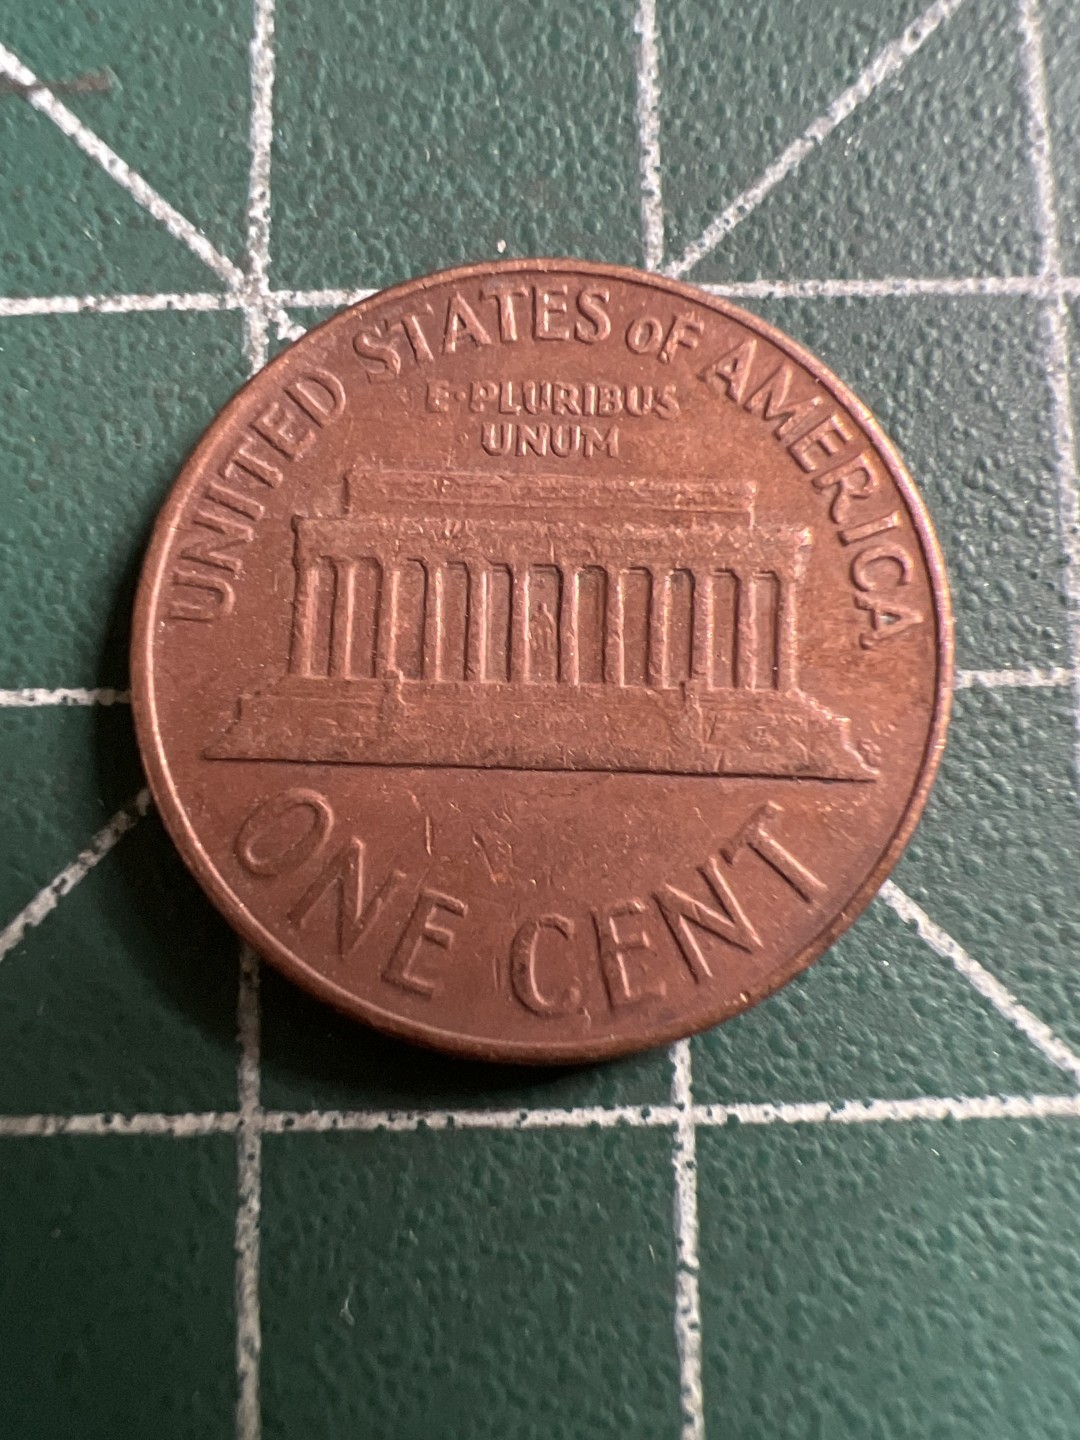 UNITED STATES OF AMERICA
E·PLURIBUS
UNUM
ONE CENT